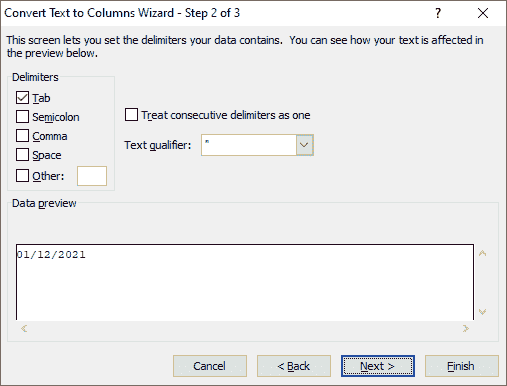 Convert Text to Columns Wizard - Step 2 of 3
?
This screen lets you set the delimiters your data contains. You can see how your text is affected in
the preview below.
Delimiters
Tab
Semicolon
Comma
Space
Other:
Treat consecutive delimiters as one
Text qualifier: "
Data preview
01/12/2021
Cancel
< Back
Next >
Finish